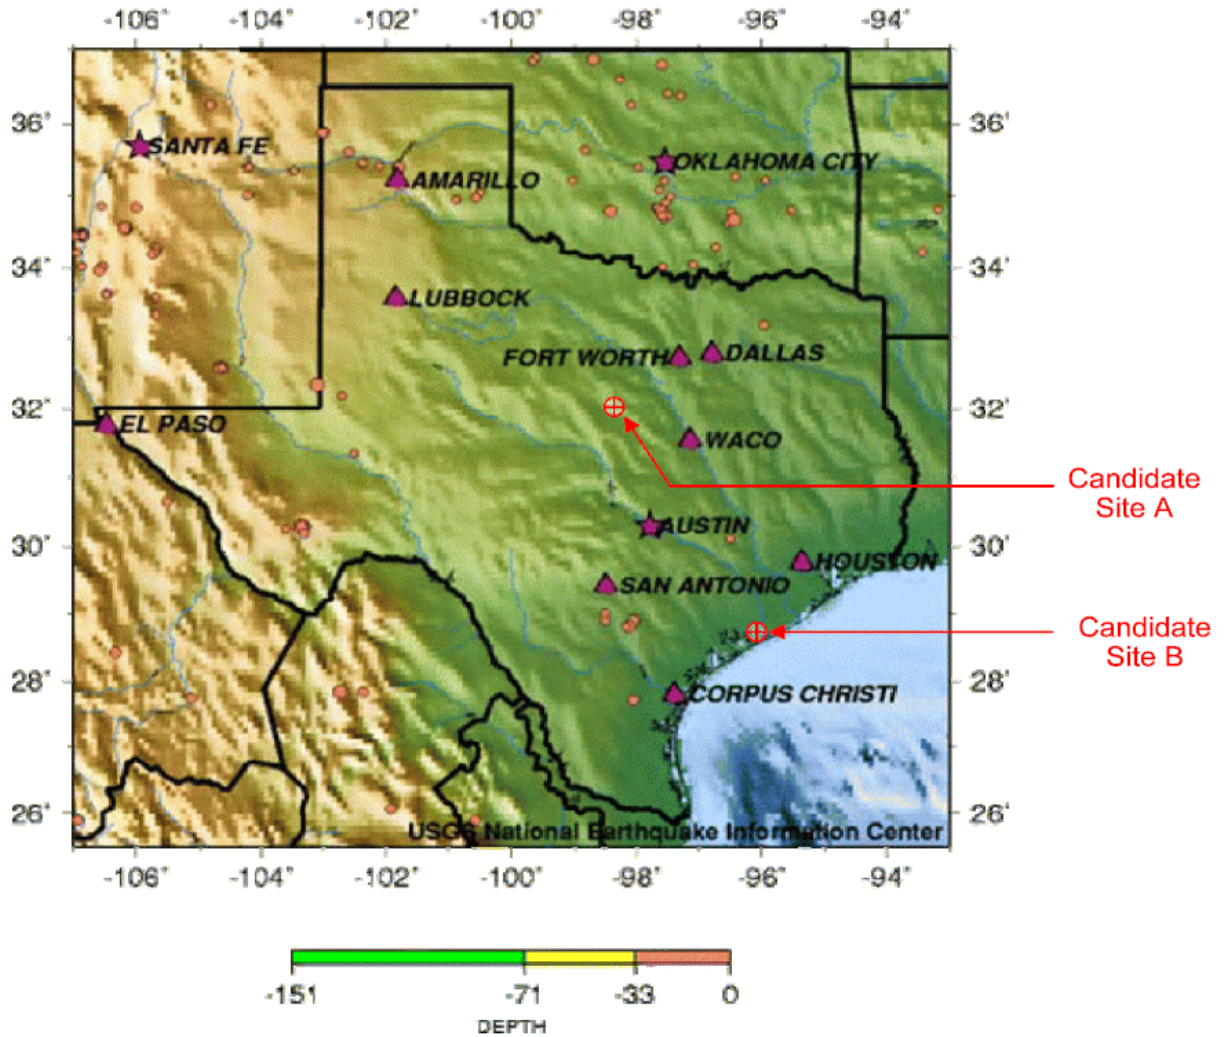 -106° -104° -102° -100° -98° -96° -94°
36° 36°
SANTA FE
OKLAHOMA CITY
AMARILLO
34° 34°
LUBBOCK
FORT WORTH DALLAS
32° 32°
EL PASO
WACO
Candidate
Site A
AUSTIN
30° 30°
HOUSTON
SAN ANTONIO
Candidate
Site B
28° 28°
CORPUS CHRISTI
26° 26°
USGS National Earthquake Information Center
-106° -104° -102° -100° -98° -96° -94°
-151 -71 -33 0
DEPTH